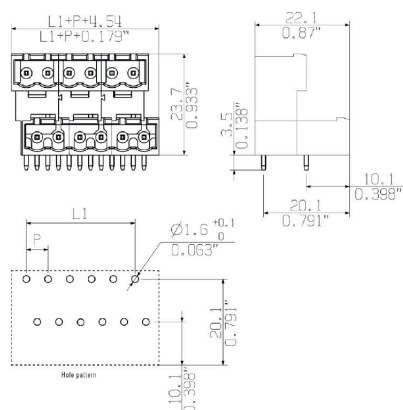 L1+P+4.54
L1+P+0.179"
22.1
0.87"
23.7
0.933"
3.5
0.138"
10.1
0.398"
20.1
0.791"
L1
P
Ø1.6 +0.1 0
0.063"
20.1
0.791"
10.1
0.398"
Hole pattern